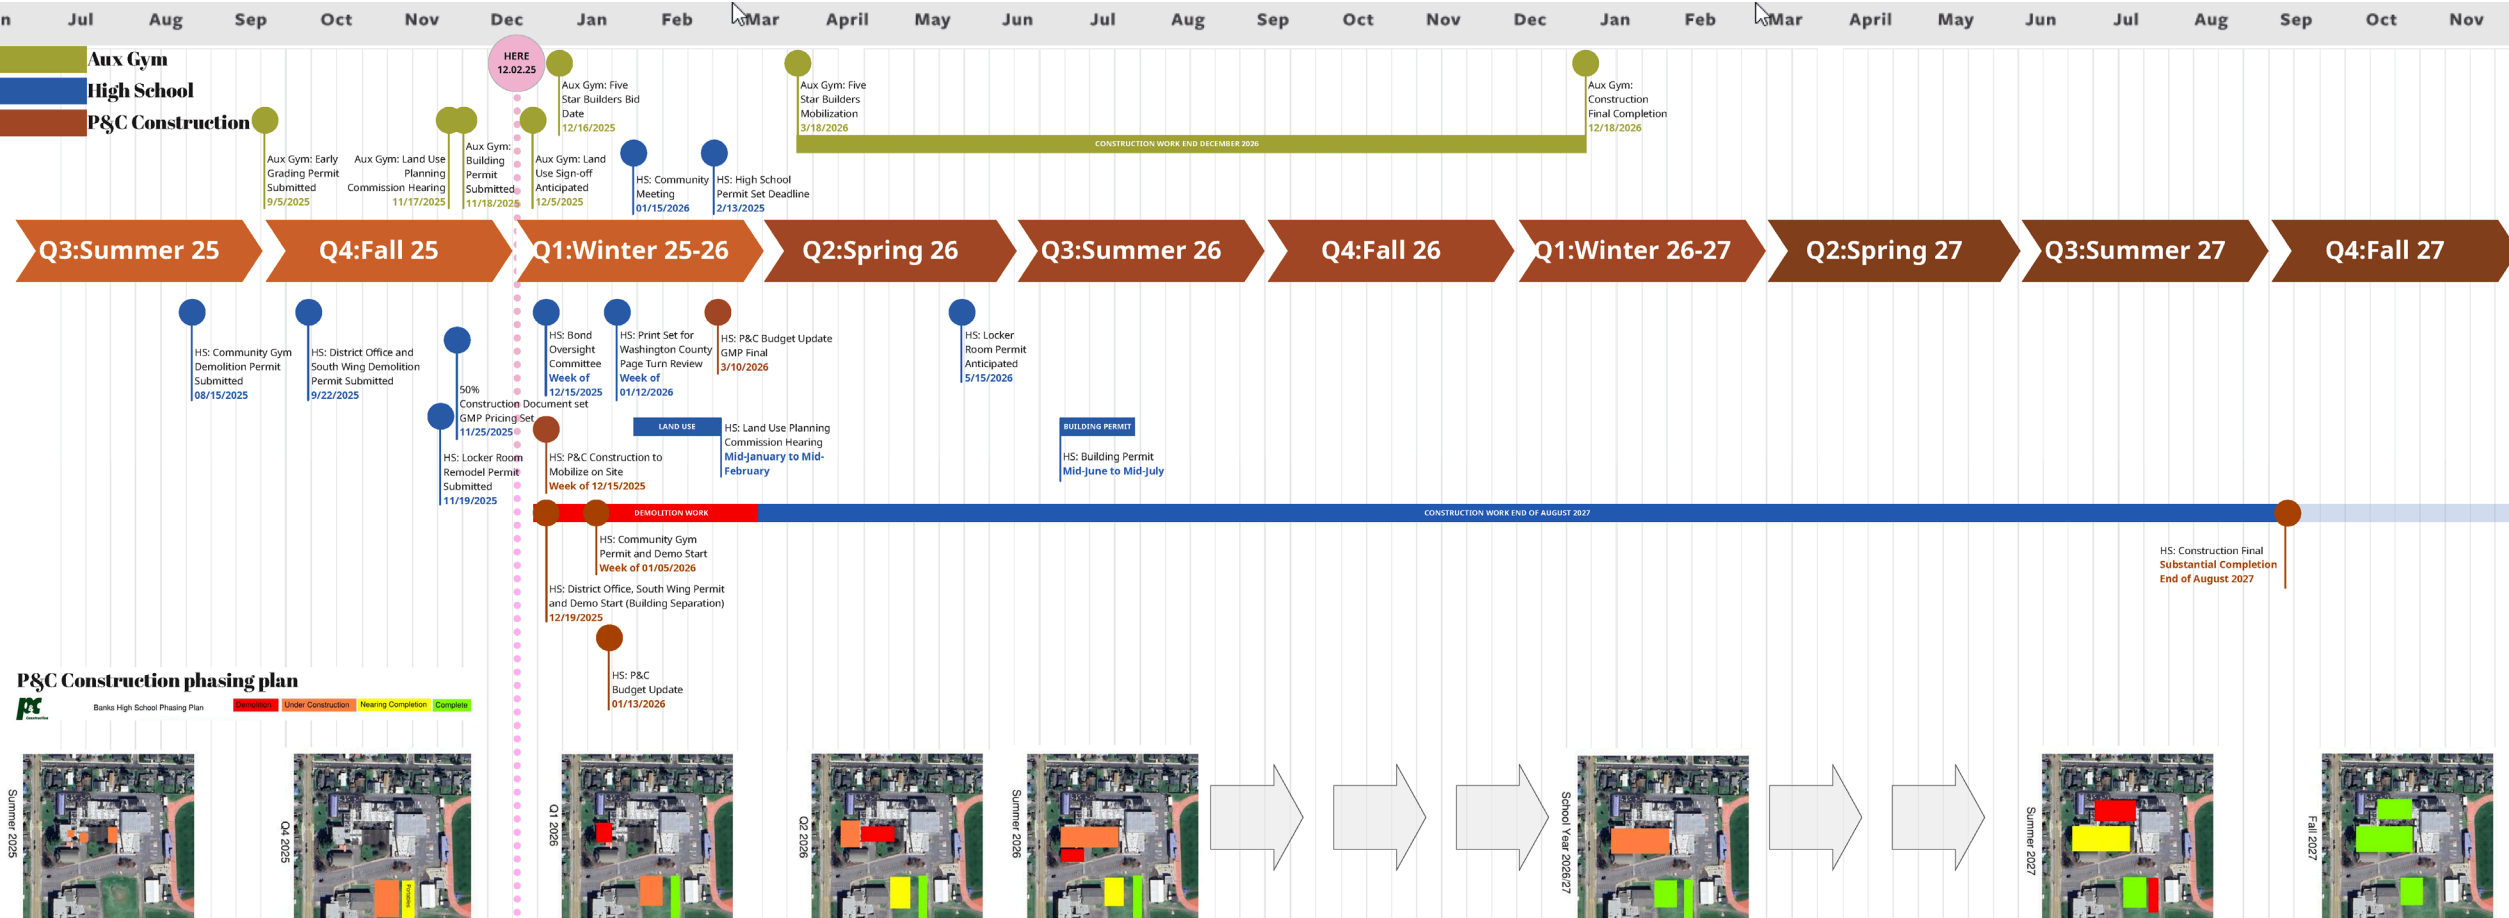 n Jul Aug Sep Oct Nov Dec Jan Feb Mar April May Jun Jul Aug Sep Oct Nov Dec Jan Feb Mar April May Jun Jul Aug Sep Oct Nov
Aux Gym
High School
P&C Construction
HERE
12.02.25
Aux Gym: Early
Grading Permit
Submitted
9/5/2025
Aux Gym: Land Use
Planning
Commission Hearing
11/17/2025
Aux Gym:
Building
Permit
Submitted
11/18/2025
Aux Gym: Land
Use Sign-off
Anticipated
12/5/2025
Aux Gym: Five
Star Builders Bid
Date
12/16/2025
HS: Community
Meeting
01/15/2026
HS: High School
Permit Set Deadline
2/13/2025
Aux Gym: Five
Star Builders
Mobilization
3/18/2026
CONSTRUCTION WORK END DECEMBER 2026
Aux Gym:
Construction
Final Completion
12/18/2026
Q3:Summer 25
Q4:Fall 25
Q1:Winter 25-26
Q2:Spring 26
Q3:Summer 26
Q4:Fall 26
Q1:Winter 26-27
Q2:Spring 27
Q3:Summer 27
Q4:Fall 27
HS: Community Gym
Demolition Permit
Submitted
08/15/2025
HS: District Office and
South Wing Demolition
Permit Submitted
9/22/2025
50%
Construction Document set
GMP Pricing Set
11/25/2025
HS: Locker Room
Remodel Permit
Submitted
11/19/2025
HS: Bond
Oversight
Committee
Week of
12/15/2025
HS: Print Set for
Washington County
Page Turn Review
Week of
01/12/2026
HS: P&C Budget Update
GMP Final
3/10/2026
HS: Locker
Room Permit
Anticipated
5/15/2026
HS: P&C Construction to
Mobilize on Site
Week of 12/15/2025
LAND USE
HS: Land Use Planning
Commission Hearing
Mid-January to Mid-
February
BUILDING PERMIT
HS: Building Permit
Mid-June to Mid-July
DEMOLITION WORK
CONSTRUCTION WORK END OF AUGUST 2027
HS: Community Gym
Permit and Demo Start
Week of 01/05/2026
HS: District Office, South Wing Permit
and Demo Start (Building Separation)
12/19/2025
HS: P&C
Budget Update
01/13/2026
HS: Construction Final
Substantial Completion
End of August 2027
P&C Construction phasing plan
pc
Construction
Banks High School Phasing Plan
Demolition
Under Construction
Nearing Completion
Complete
Summer 2025
Q4 2025
Portables
Q1 2026
Q2 2026
Summer 2026
School Year 2026/27
Summer 2027
Fall 2027